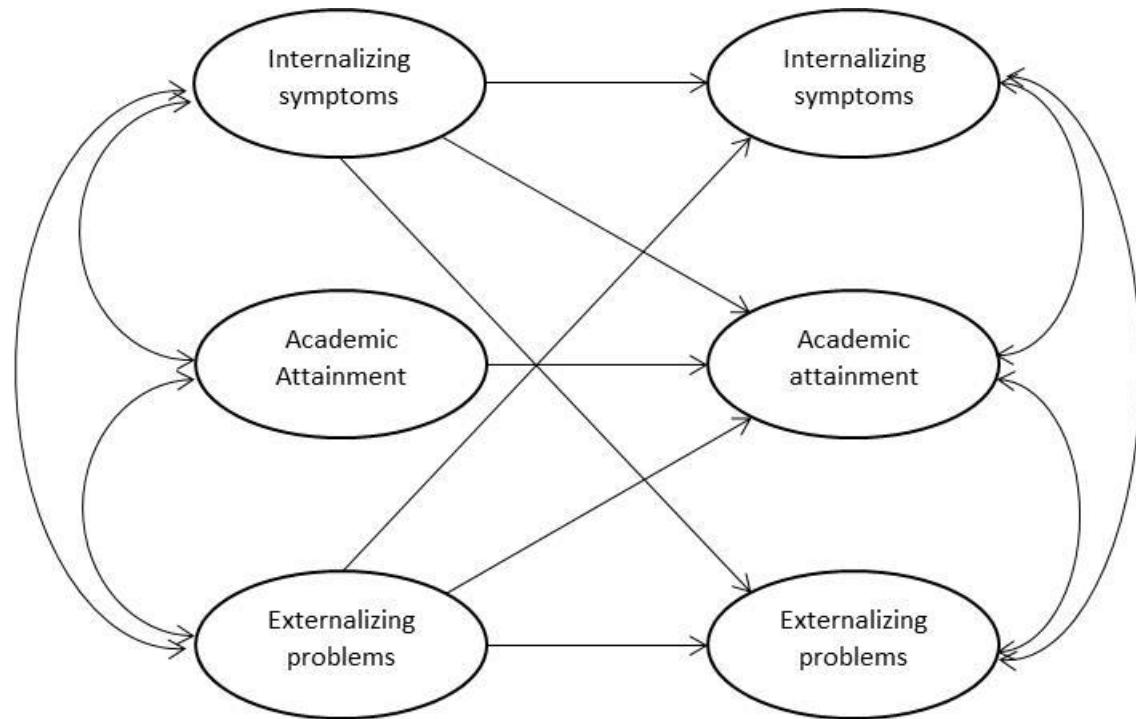 Internalizing
symptoms
Internalizing
symptoms
Academic
Attainment
Academic
attainment
Externalizing
problems
Externalizing
problems